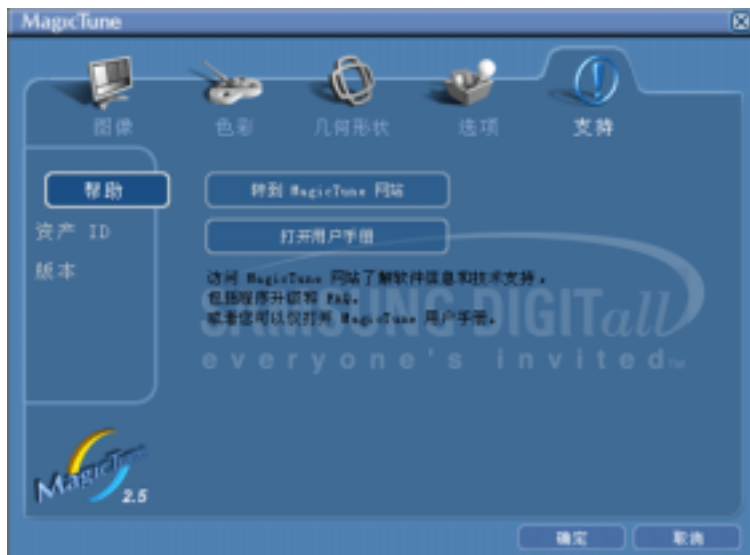 MagicTune
图像
色彩
几何形状
选项
支持
帮助
资产 ID
版本
转到 MagicTune 网站
打开用户手册
访问 MagicTune 网站了解软件信息和技术支持，
包括程序升级和 FAQ。
或者您可以仅打开 MagicTune 用户手册。
SAMSUNG DIGITall
everyone's invited™
MagicTune
2.5
确定
取消